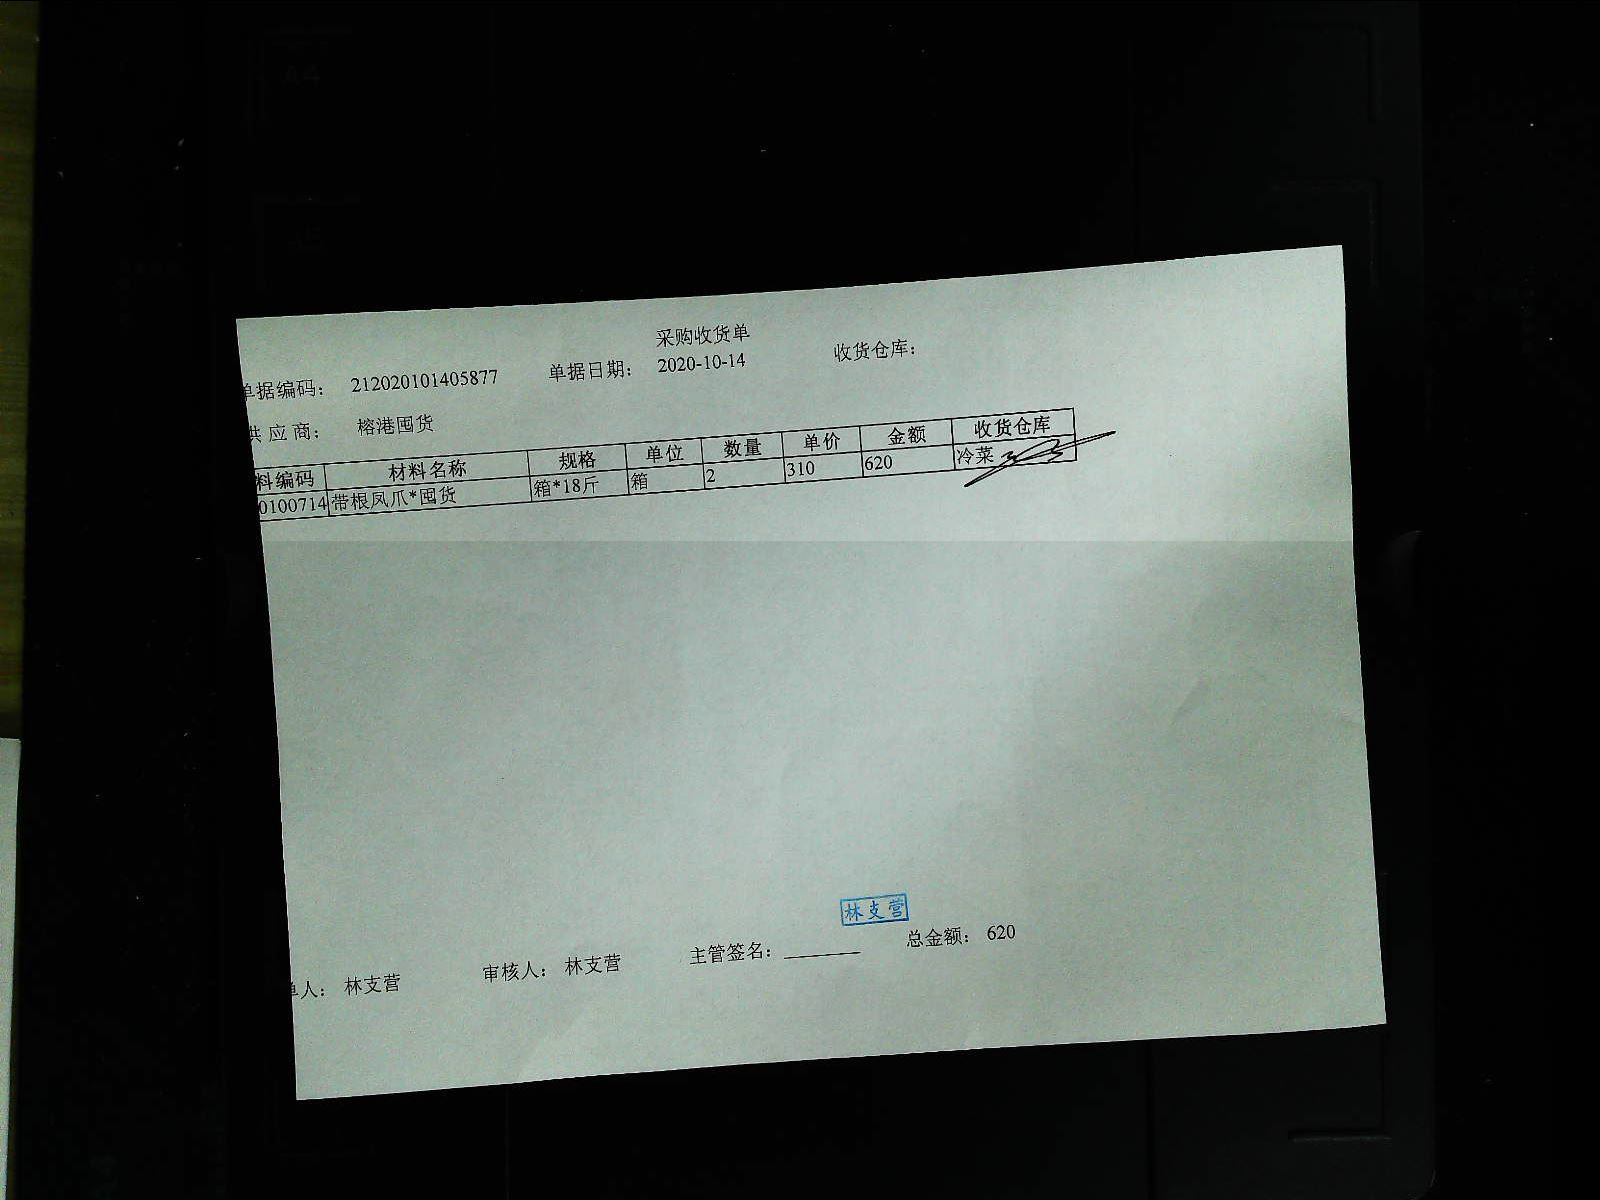 采购收货单
单据编码： 212020101405877 单据日期： 2020-10-14 收货仓库：
供应商： 榕港囤货
料编码 材料名称 规格 单位 数量 单价 金额 收货仓库
0100714 带根凤爪*囤货 箱*18斤 箱 2 310 620 冷菜
林支营
单人： 林支营 审核人： 林支营 主管签名： 总金额： 620